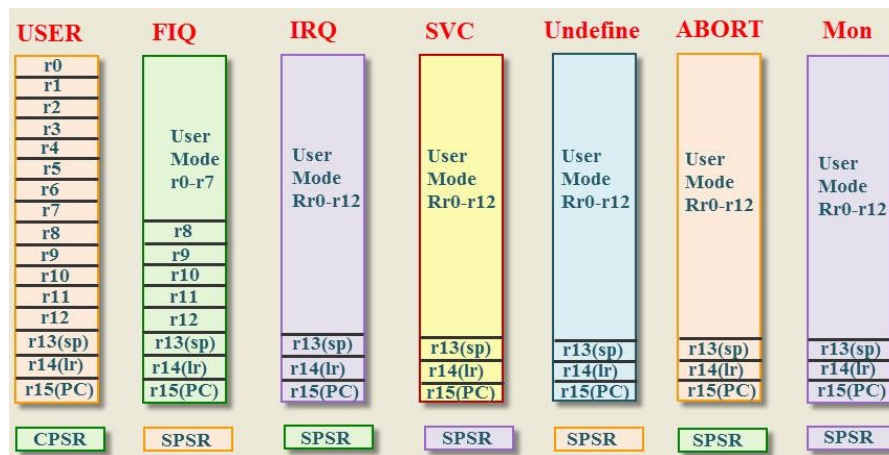 USER
r0
r1
r2
r3
r4
r5
r6
r7
r8
r9
r10
r11
r12
r13(sp)
r14(lr)
r15(PC)
CPSR
FIQ
User
Mode
r0-r7
r8
r9
r10
r11
r12
r13(sp)
r14(lr)
r15(PC)
SPSR
IRQ
User
Mode
Rr0-r12
r13(sp)
r14(lr)
r15(PC)
SPSR
SVC
User
Mode
Rr0-r12
r13(sp)
r14(lr)
r15(PC)
SPSR
Undefine
User
Mode
Rr0-r12
r13(sp)
r14(lr)
r15(PC)
SPSR
ABORT
User
Mode
Rr0-r12
r13(sp)
r14(lr)
r15(PC)
SPSR
Mon
User
Mode
Rr0-r12
r13(sp)
r14(lr)
r15(PC)
SPSR